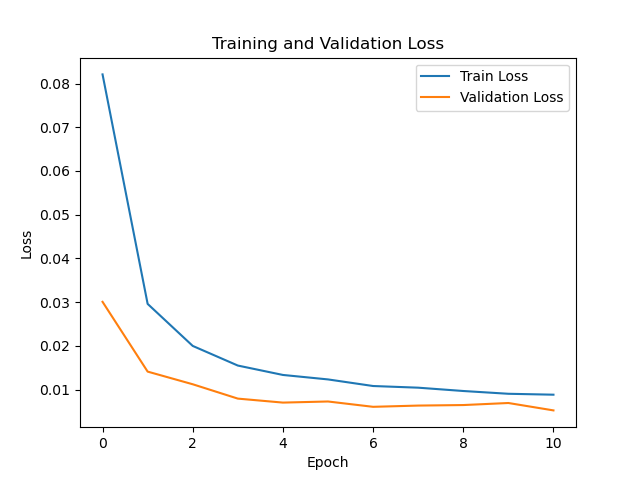 Training and Validation Loss
Train Loss
Validation Loss
0.08
0.07
0.06
0.05
0.04
0.03
0.02
0.01
Loss
0 2 4 6 8 10
Epoch